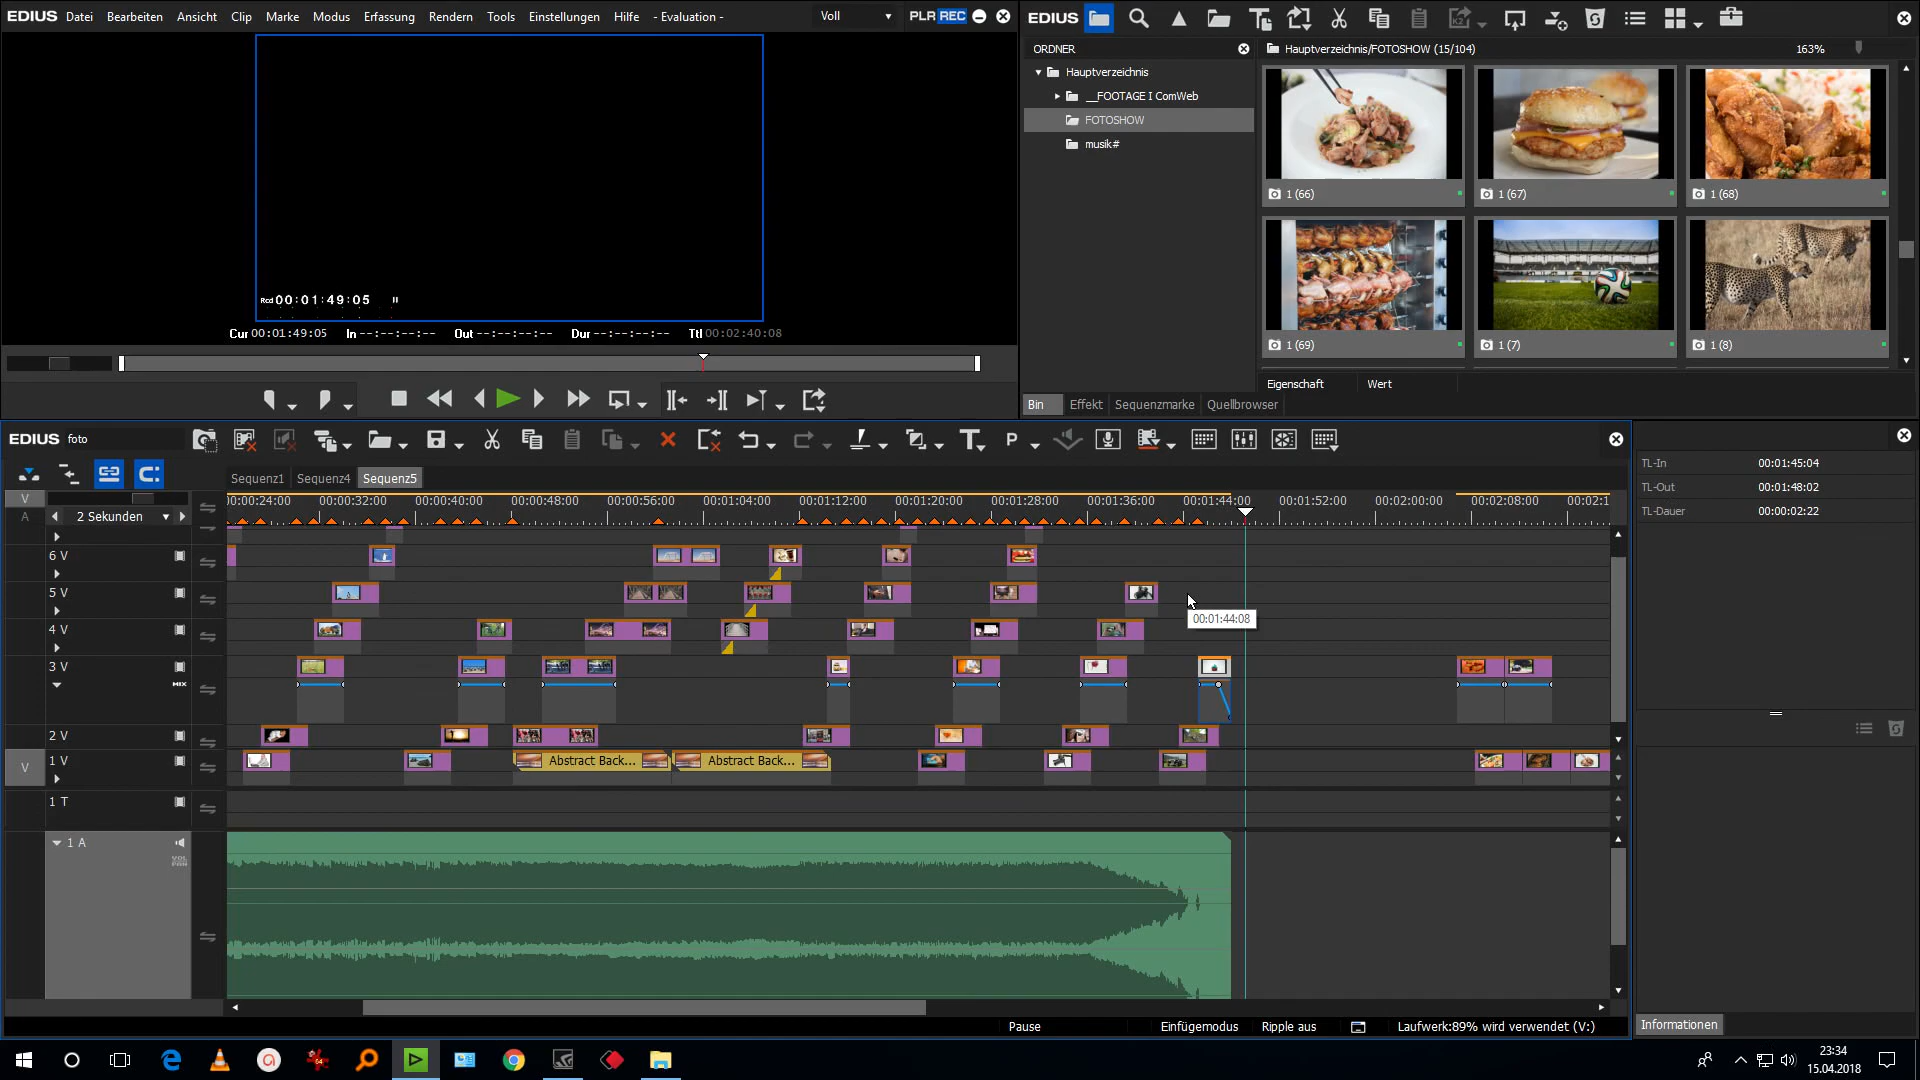 EDIUS Datei Bearbeiten Ansicht Clip Marke Modus Erfassung Rendern Tools Einstellungen Hilfe - Evaluation - Voll PLR REC
Rcd 00:01:49:05 II
Cur 00:01:49:05 In --:--:--:-- Out --:--:--:-- Dur --:--:--:-- Ttl 00:02:40:08
EDIUS
ORDNER
Hauptverzeichnis
__FOOTAGE I ComWeb
FOTOSHOW
musik#
Hauptverzeichnis/FOTOSHOW (15/104) 163%
1 (66) 1 (67) 1 (68)
1 (69) 1 (7) 1 (8)
Eigenschaft Wert
Bin Effekt Sequenzmarke Quellbrowser
EDIUS foto
Sequenz1 Sequenz4 Sequenz5
V
A
2 Sekunden
00:00:24:00 00:00:32:00 00:00:40:00 00:00:48:00 00:00:56:00 00:01:04:00 00:01:12:00 00:01:20:00 00:01:28:00 00:01:36:00 00:01:44:00 00:01:52:00 00:02:00:00 00:02:08:00 00:02:1
6 V
5 V
00:01:44:08
4 V
3 V
MIX
2 V
V
1 V
Abstract Back... Abstract Back...
1 T
1 A
VOL
PAN
TL-In 00:01:45:04
TL-Out 00:01:48:02
TL-Dauer 00:00:02:22
Informationen
Pause Einfügemodus Ripple aus Laufwerk:89% wird verwendet (V:)
23:34
15.04.2018